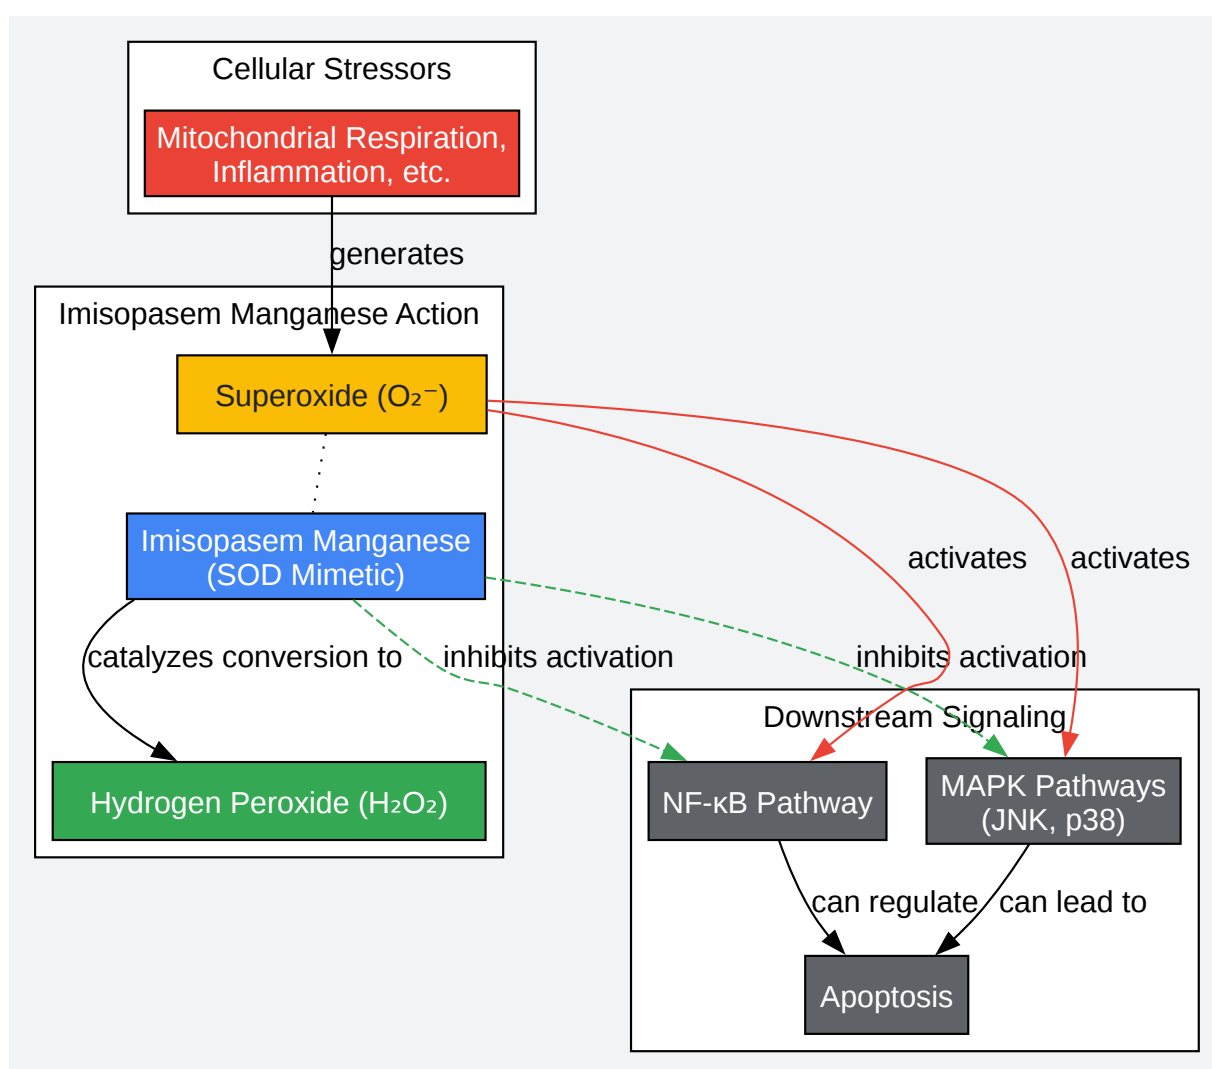 Cellular Stressors
Mitochondrial Respiration,
Inflammation, etc.
generates
Imisopasem Manganese Action
Superoxide (O₂⁻)
activates
activates
Imisopasem Manganese
(SOD Mimetic)
catalyzes conversion to
inhibits activation
inhibits activation
Downstream Signaling
Hydrogen Peroxide (H₂O₂)
NF-κB Pathway
MAPK Pathways
(JNK, p38)
can regulate
can lead to
Apoptosis